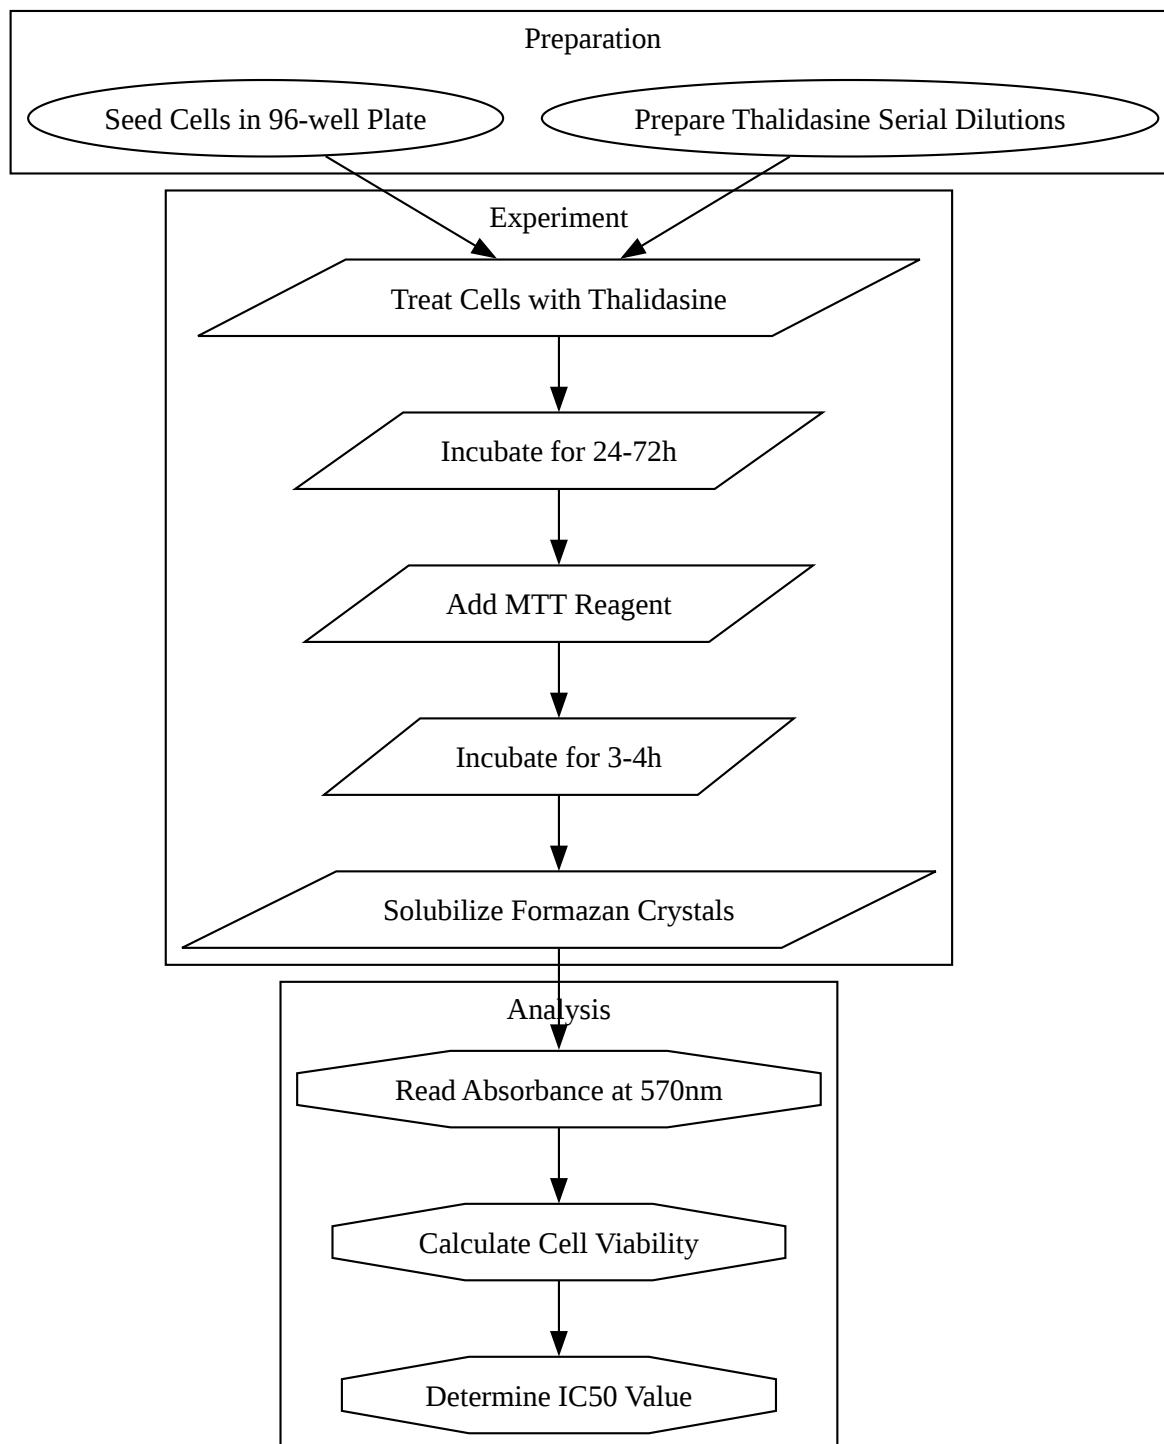 Preparation
Seed Cells in 96-well Plate
Prepare Thalidasine Serial Dilutions
Experiment
Treat Cells with Thalidasine
Incubate for 24-72h
Add MTT Reagent
Incubate for 3-4h
Solubilize Formazan Crystals
Analysis
Read Absorbance at 570nm
Calculate Cell Viability
Determine IC50 Value